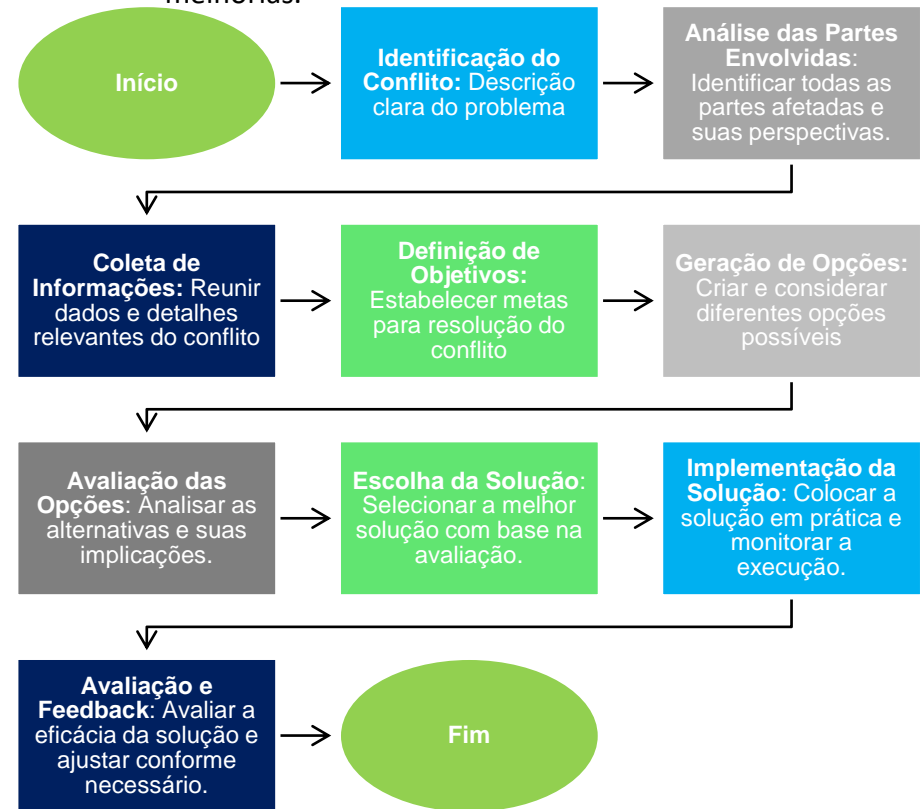 melhorias.
Início
Identificação do
Conflito: Descrição
clara do problema
Análise das Partes
Envolvidas:
Identificar todas as
partes afetadas e
suas perspectivas.
Coleta de
Informações: Reunir
dados e detalhes
relevantes do conflito
Definição de
Objetivos:
Estabelecer metas
para resolução do
conflito
Geração de Opções:
Criar e considerar
diferentes opções
possíveis
Avaliação das
Opções: Analisar as
alternativas e suas
implicações.
Escolha da Solução:
Selecionar a melhor
solução com base na
avaliação.
Implementação da
Solução: Colocar a
solução em prática e
monitorar a
execução.
Avaliação e
Feedback: Avaliar a
eficácia da solução e
ajustar conforme
necessário.
Fim